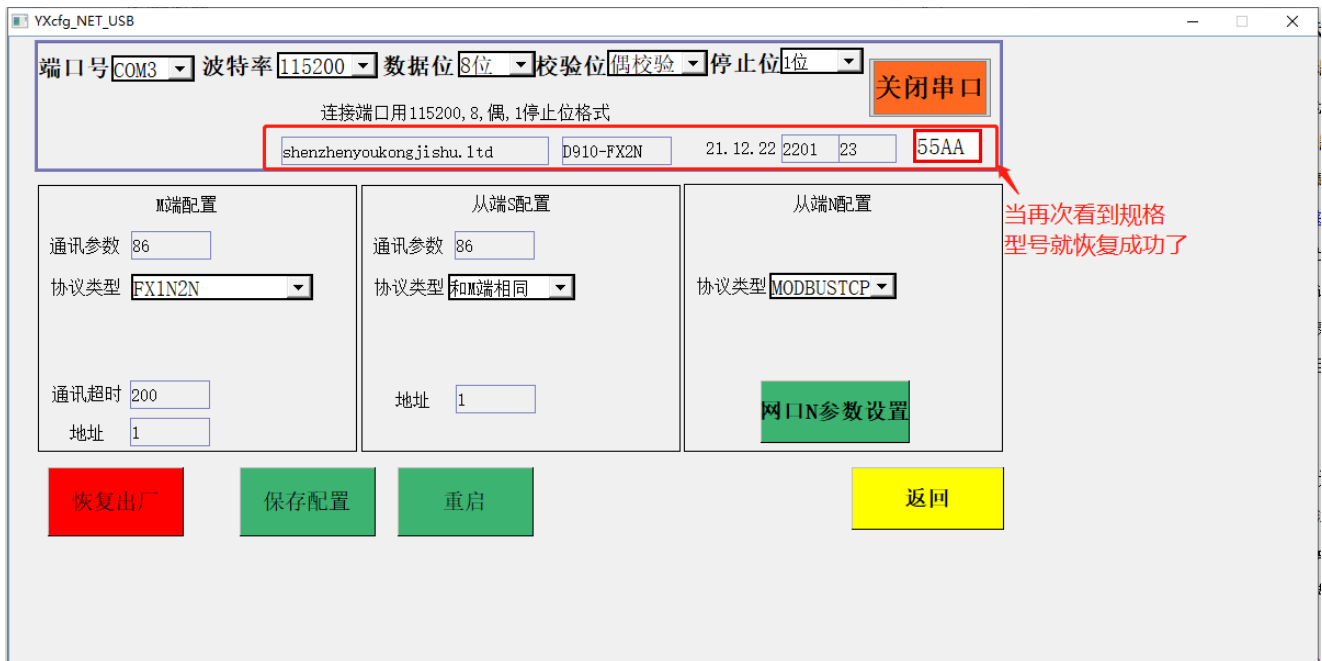 YXcfg_NET_USB
端口号 COM3 波特率 115200 数据位 8位 校验位 偶校验 停止位 1位
关闭串口
连接端口用115200,8,偶,1停止位格式
shenzhenyoukongjishu.ltd D910-FX2N 21.12.22 2201 23 55AA
当再次看到规格
型号就恢复成功了
M端配置
通讯参数 86
协议类型 FX1N2N
通讯超时 200
地址 1
从端S配置
通讯参数 86
协议类型 和M端相同
地址 1
从端N配置
协议类型 MODBUSTCP
网口N参数设置
恢复出厂 保存配置 重启 返回